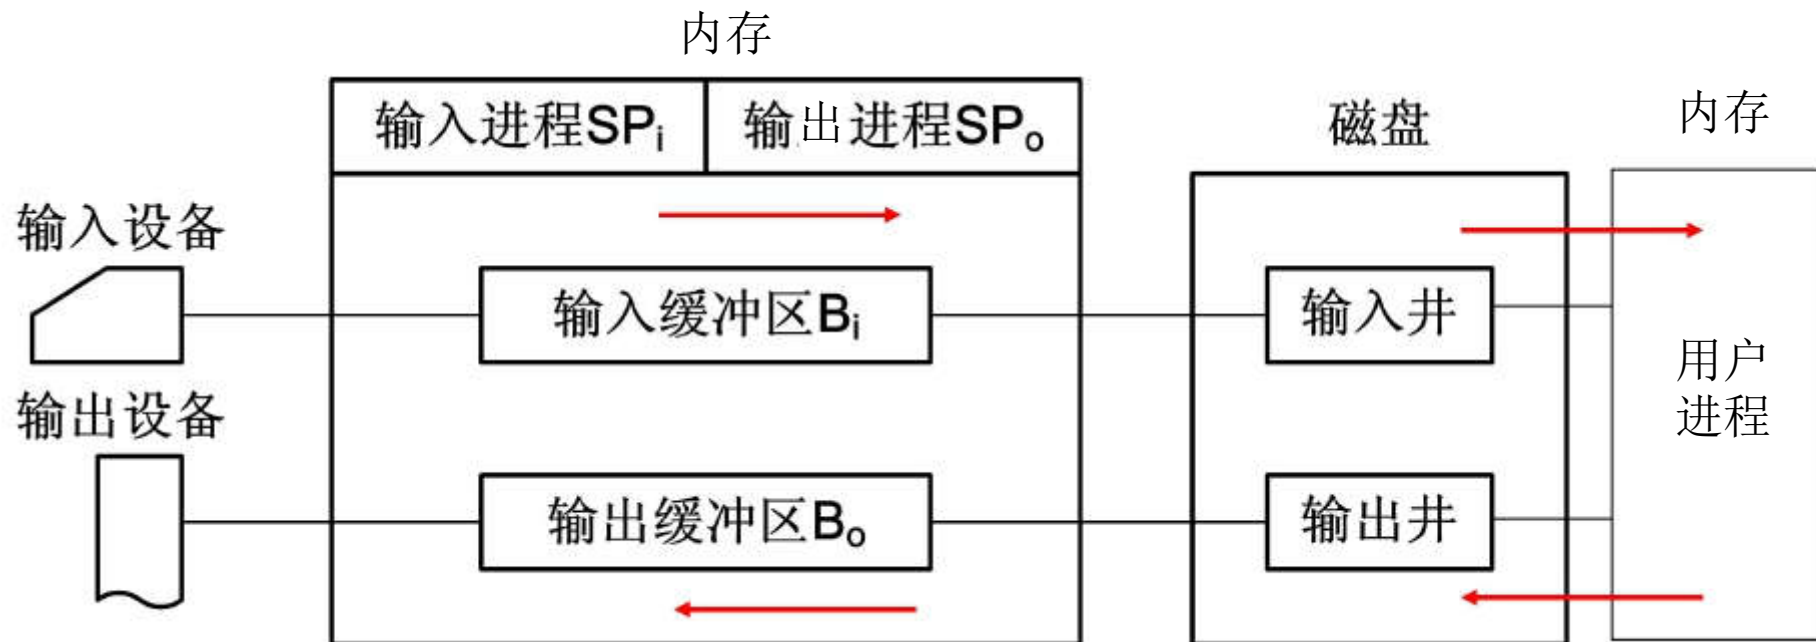 内存
输入进程SPi
输出进程SPo
磁盘
内存
输入设备
输入缓冲区Bi
输入井
用户
进程
输出设备
输出缓冲区Bo
输出井